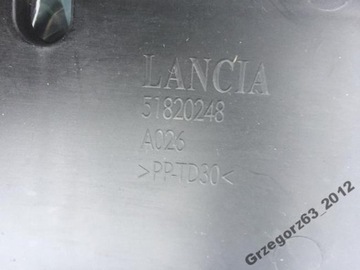 LANCIA
51820248
A026
>PP-TD30<
Grzegorz63_2012